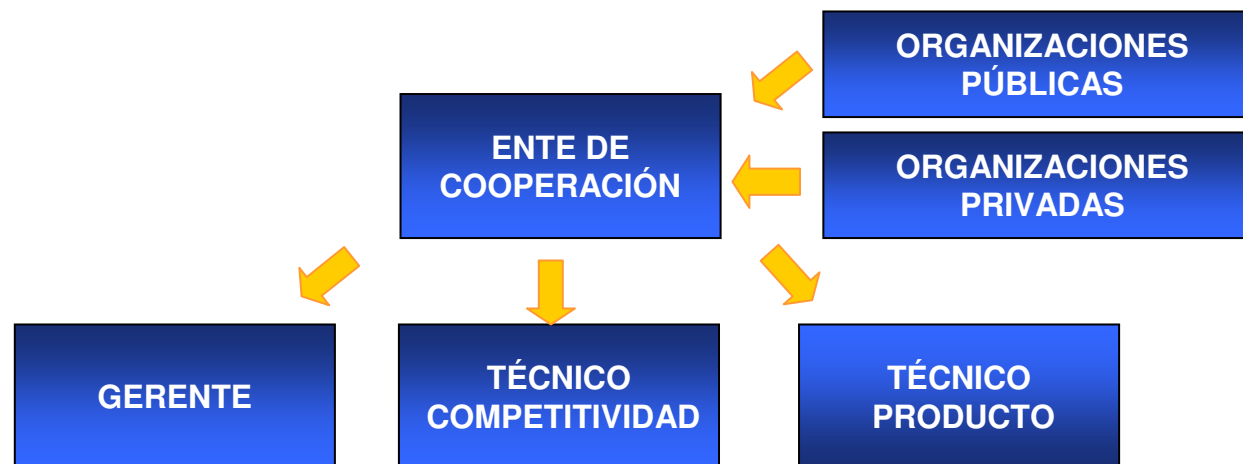 ORGANIZACIONES
PÚBLICAS
ENTE DE
COOPERACIÓN
ORGANIZACIONES
PRIVADAS
GERENTE
TÉCNICO
COMPETITIVIDAD
TÉCNICO
PRODUCTO